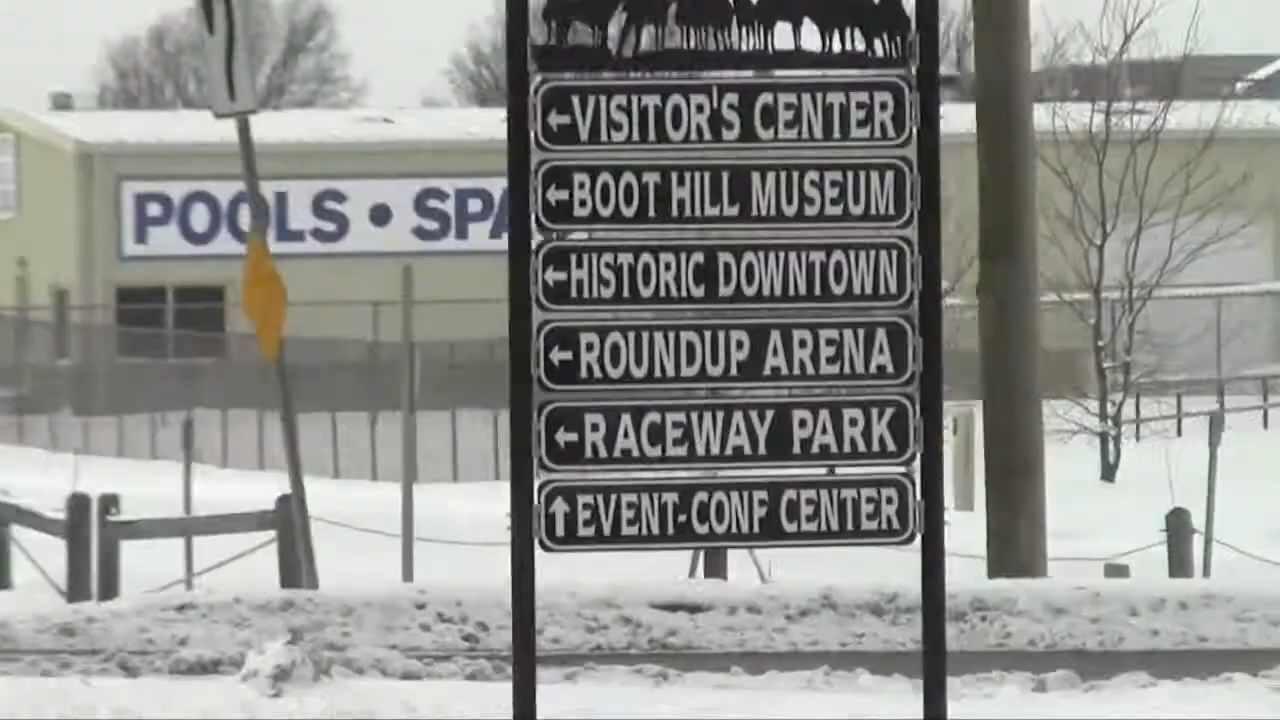 ←VISITOR'S CENTER
←BOOT HILL MUSEUM
←HISTORIC DOWNTOWN
←ROUNDUP ARENA
←RACEWAY PARK
↑EVENT-CONF CENTER
POOLS • SPA